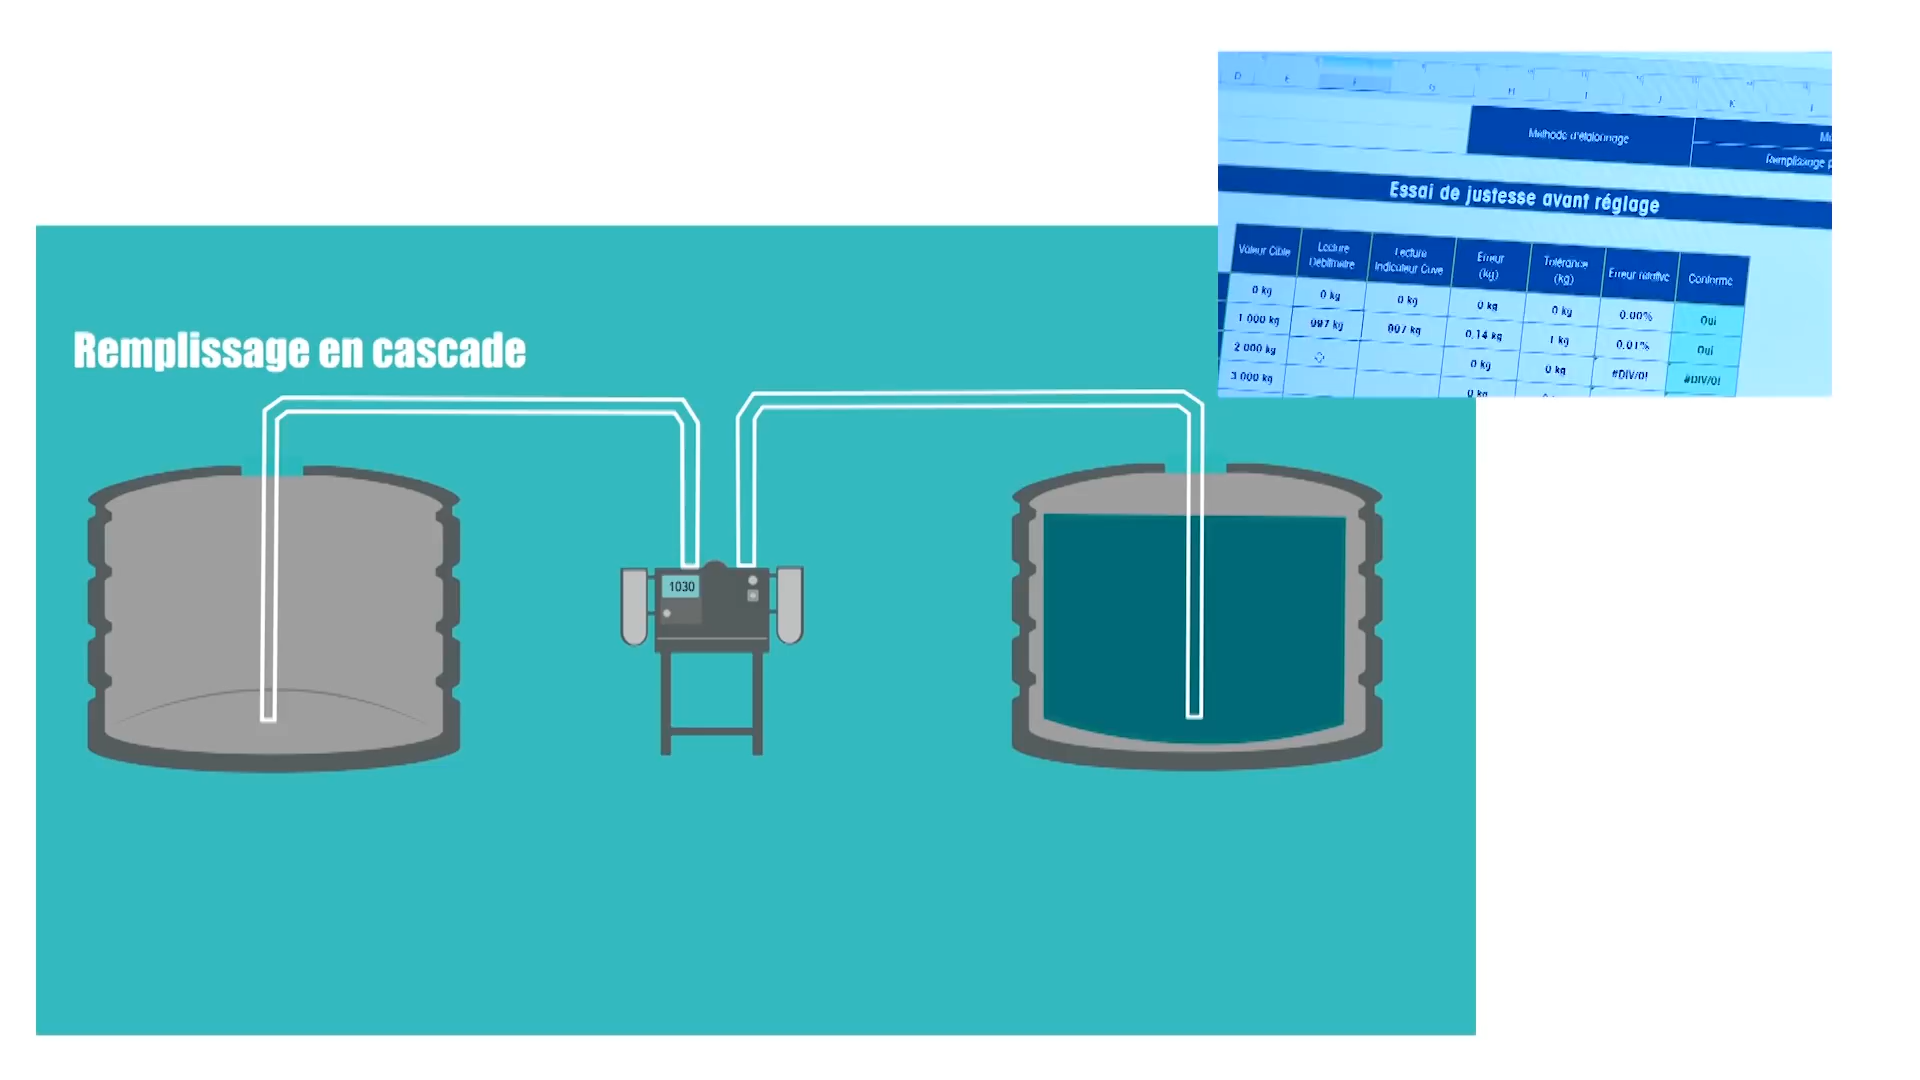 D E F G H I J K
Méthode d'étalonnage
Remplissage
Essai de justesse avant réglage
Valeur Cible Lecture Débitmètre Lecture Indicateur Cuve Erreur (kg) Tolérance (kg) Erreur relative Conforme
0 kg 0 kg 0 kg 0 kg 0 kg 0.00% Oui
1 000 kg 997 kg 997 kg 0,14 kg 1 kg 0.01% Oui
2 000 kg 0 kg 0 kg #DIV/0! #DIV/0!
3 000 kg 0 kg
Remplissage en cascade
1030